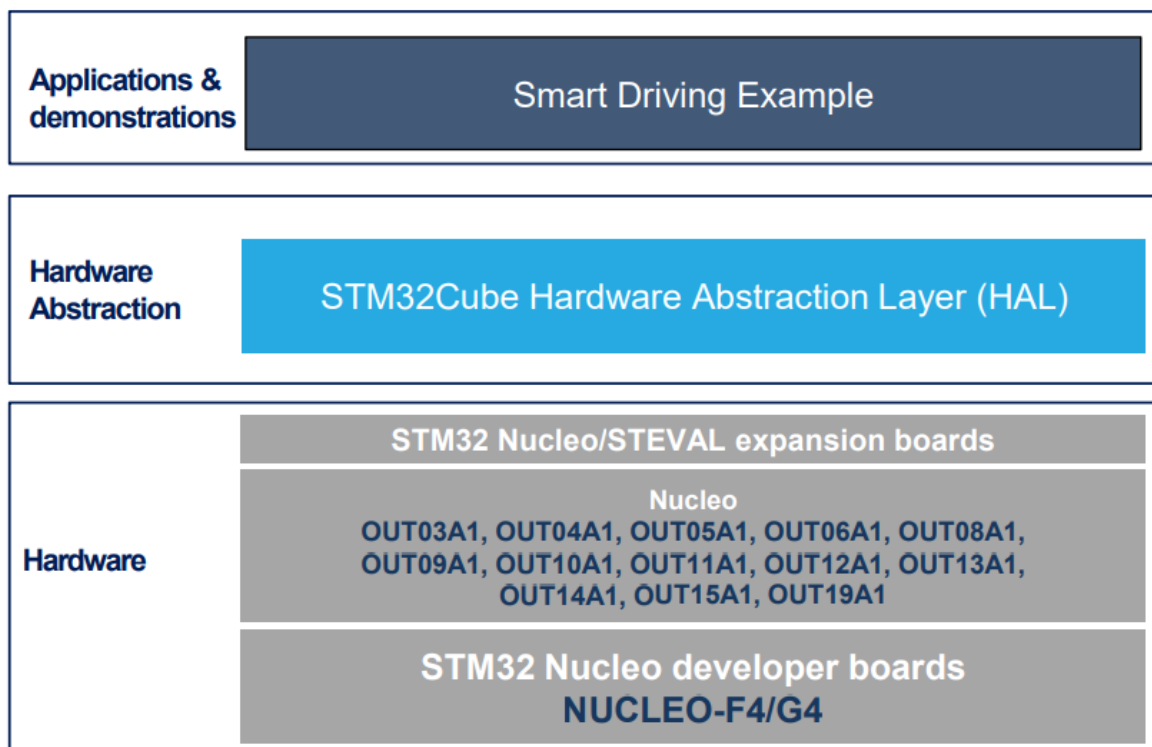 Applications &
demonstrations
Smart Driving Example
Hardware
Abstraction
STM32Cube Hardware Abstraction Layer (HAL)
Hardware
STM32 Nucleo/STEVAL expansion boards
Nucleo
OUT03A1, OUT04A1, OUT05A1, OUT06A1, OUT08A1,
OUT09A1, OUT10A1, OUT11A1, OUT12A1, OUT13A1,
OUT14A1, OUT15A1, OUT19A1
STM32 Nucleo developer boards
NUCLEO-F4/G4